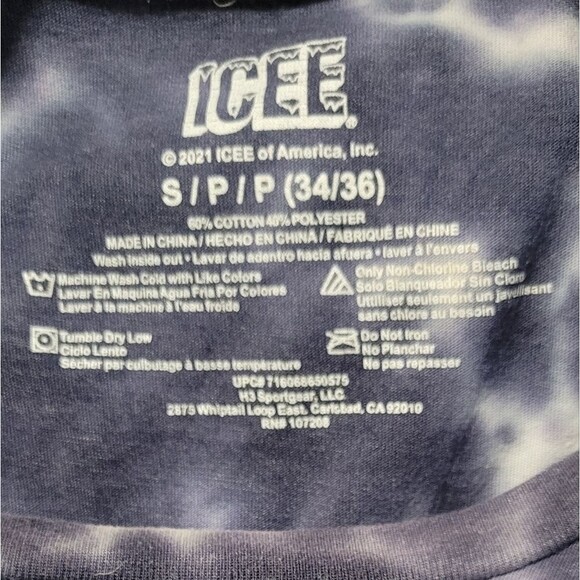 ICEE®
© 2021 ICEE of America, Inc.
S / P / P (34/36)
60% COTTON 40% POLYESTER
MADE IN CHINA / HECHO EN CHINA / FABRIQUÉ EN CHINE
Wash inside out • Lavar de adentro hacia afuera • laver à l'envers
Machine Wash Cold with Like Colors
Lavar En Maquina Agua Fria Por Colores
Laver à la machine à l'eau froide
Only Non-Chlorine Bleach
Solo Blanqueador Sin Cloro
Utiliser seulement un javellisant
sans chlore au besoin
Tumble Dry Low
Ciclo Lento
Sécher par culbutage à basse température
Do Not Iron
No Planchar
Ne pas repasser
UPC# 716068650575
H3 Sportgear, LLC
2875 Whiptail Loop East. Carlsbad, CA 92010
RN# 107208